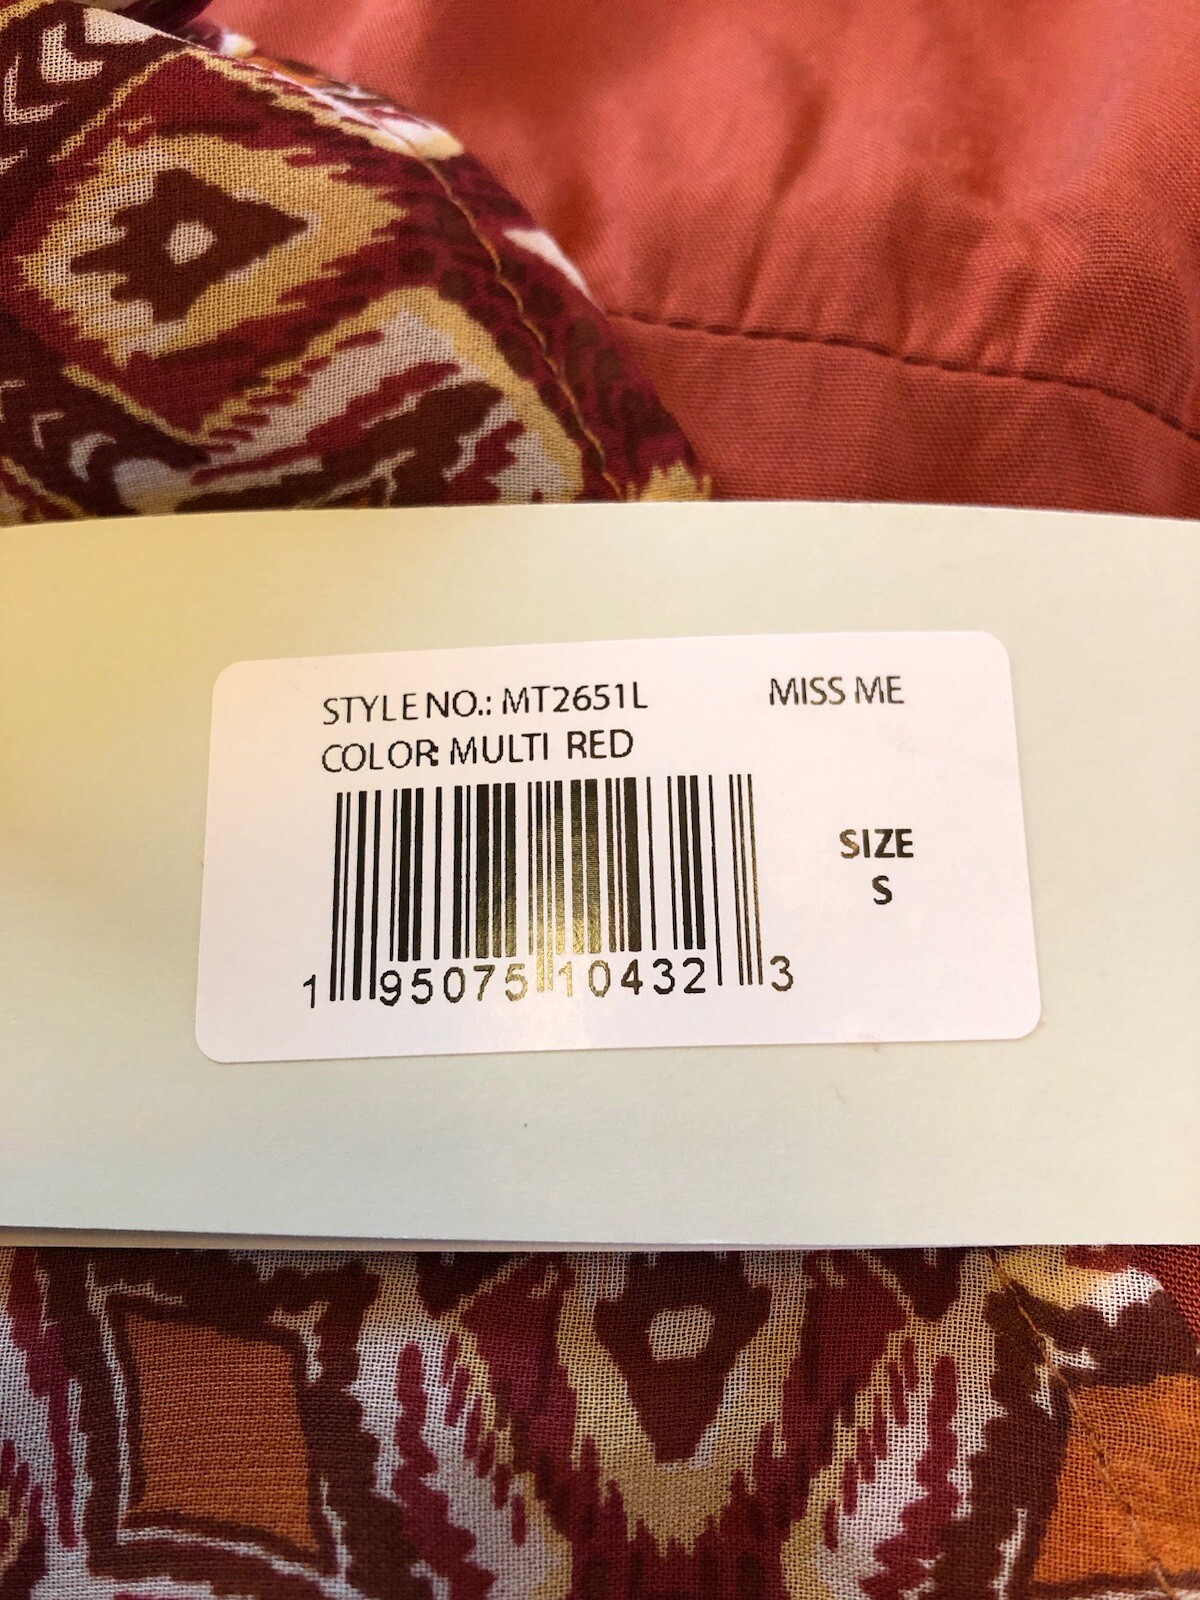 STYLE NO.: MT2651L
MISS ME
COLOR: MULTI RED
SIZE
S
1 95075 10432 3